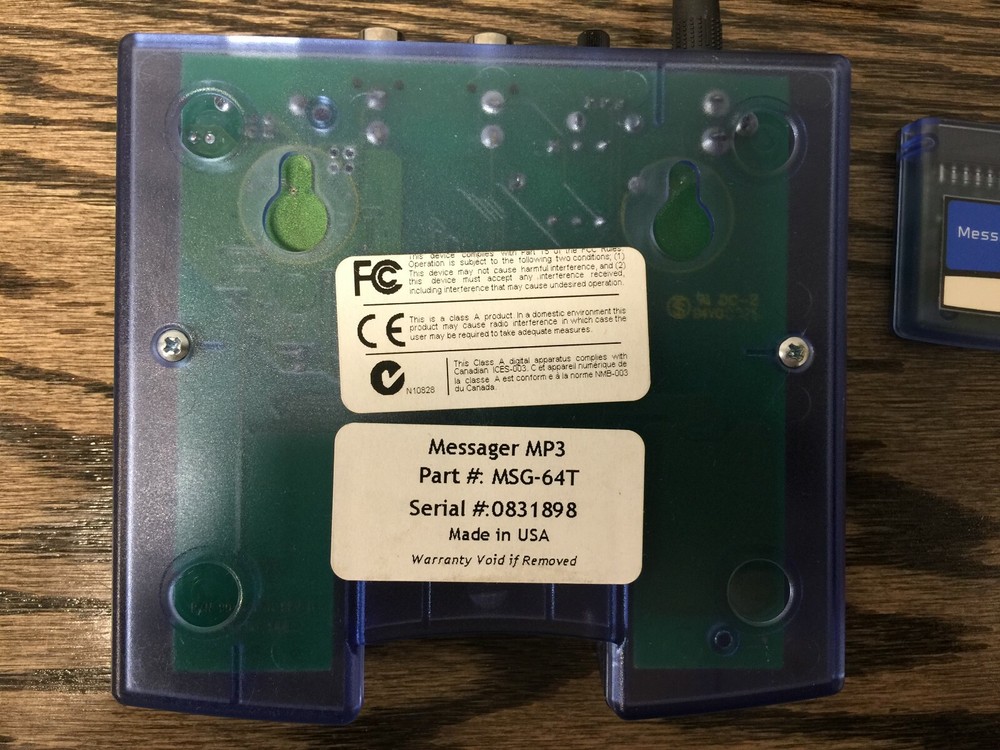 FCC
This device complies with Part 15 of the FCC Rules
Operation is subject to the following two conditions; (1)
This device may not cause harmful interference, and (2)
this device must accept any interference received,
including interference that may cause undesired operation.
CE
This is a class A product. In a domestic environment this
product may cause radio interference in which case the
user may be required to take adequate measures.
N10828
This Class A digital apparatus complies with
Canadian ICES-003. C et appareil numérique de
la classe A est conform e á la norme NMB-003
du Canada.
Mess
Messager MP3
Part #: MSG-64T
Serial #:0831898
Made in USA
Warranty Void if Removed